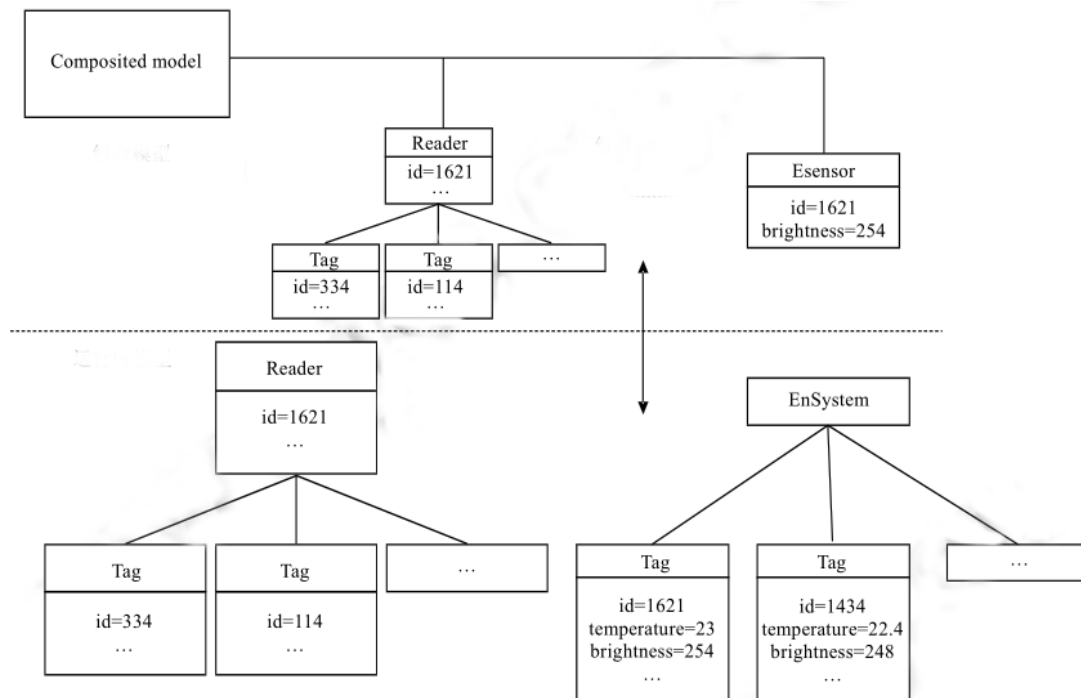 Composited model
Reader
id=1621
…
Esensor
id=1621
brightness=254
Tag
id=334
…
Tag
id=114
…
…
Reader
id=1621
…
EnSystem
Tag
id=334
…
Tag
id=114
…
…
Tag
id=1621
temperature=23
brightness=254
…
Tag
id=1434
temperature=22.4
brightness=248
…
…